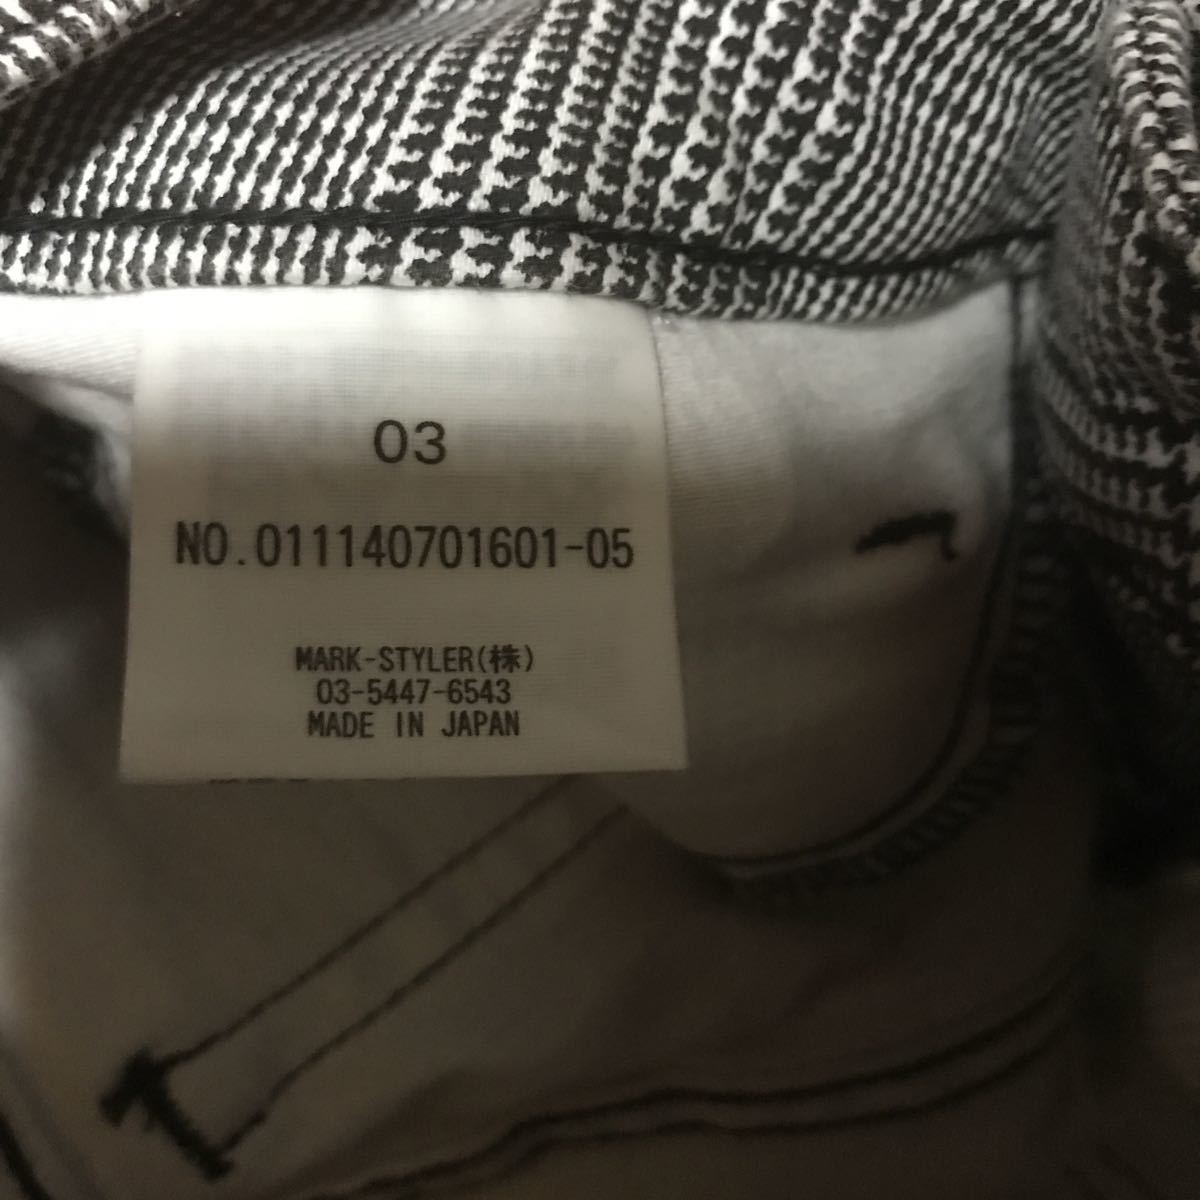 03
NO.011140701601-05
MARK-STYLER(株)
03-5447-6543
MADE IN JAPAN